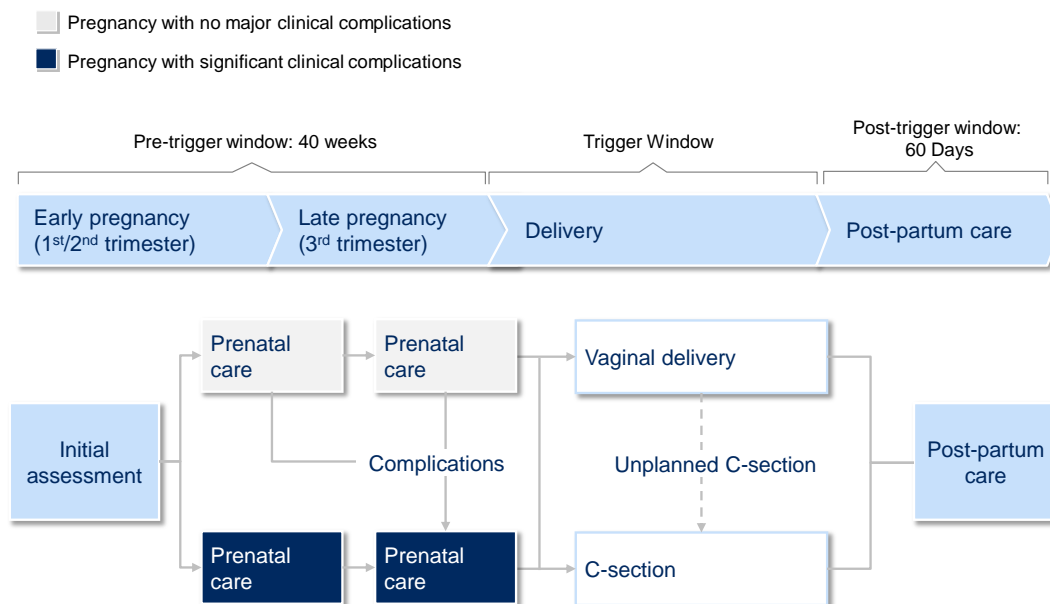 Pregnancy with no major clinical complications
Pregnancy with significant clinical complications
Pre-trigger window: 40 weeks
Trigger Window
Post-trigger window:
60 Days
Early pregnancy
(1st/2nd trimester)
Late pregnancy
(3rd trimester)
Delivery
Post-partum care
Prenatal
care
Prenatal
care
Vaginal delivery
Initial
assessment
Complications
Unplanned C-section
Post-partum
care
Prenatal
care
Prenatal
care
C-section